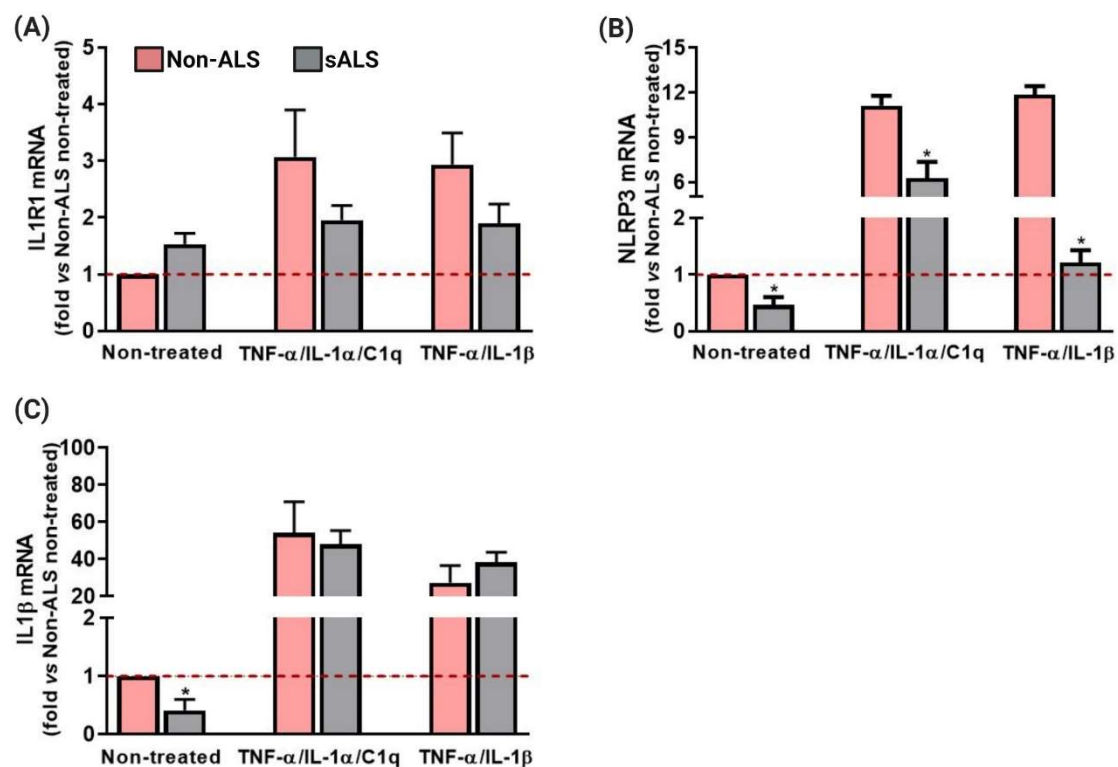 (A)
Non-ALS
sALS
IL1R1 mRNA
(fold vs Non-ALS non-treated)
5
4
3
2
1
0
Non-treated
TNF-α/IL-1α/C1q
TNF-α/IL-1β
(B)
NLRP3 mRNA
(fold vs Non-ALS non-treated)
15
12
9
6
2
1
0
*
*
*
Non-treated
TNF-α/IL-1α/C1q
TNF-α/IL-1β
(C)
IL1β mRNA
(fold vs Non-ALS non-treated)
100
80
60
40
20
2
1
0
*
Non-treated
TNF-α/IL-1α/C1q
TNF-α/IL-1β